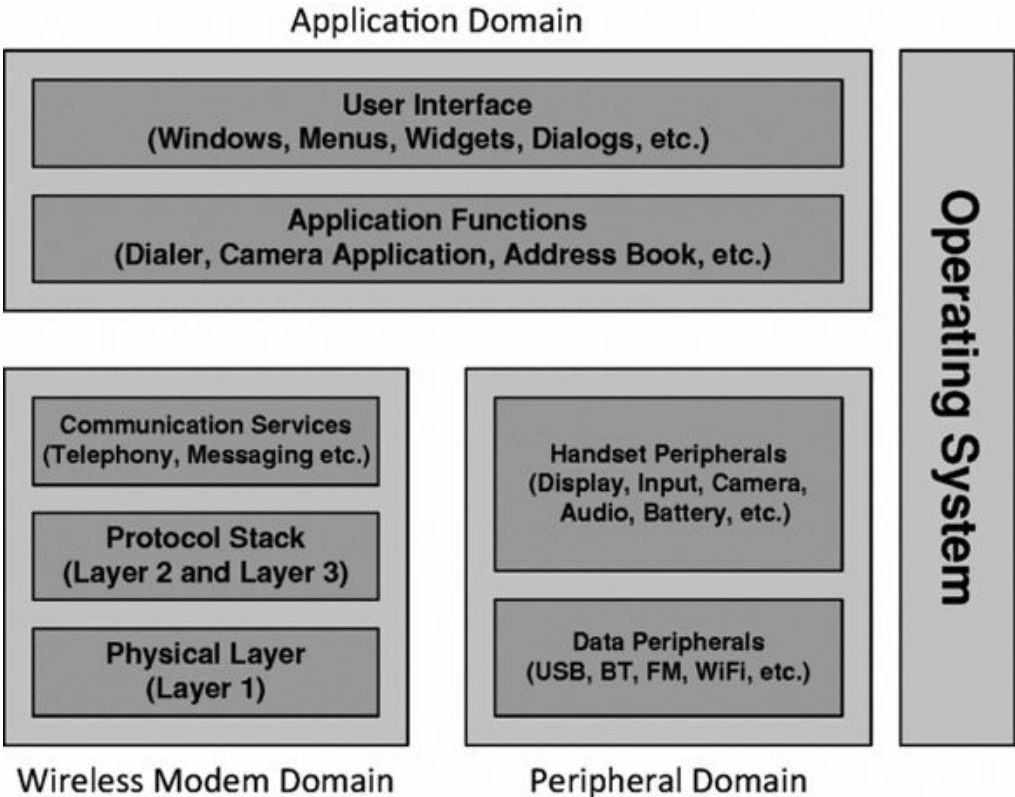 Application Domain
User Interface
(Windows, Menus, Widgets, Dialogs, etc.)
Application Functions
(Dialer, Camera Application, Address Book, etc.)
Operating System
Communication Services
(Telephony, Messaging etc.)
Protocol Stack
(Layer 2 and Layer 3)
Physical Layer
(Layer 1)
Handset Peripherals
(Display, Input, Camera,
Audio, Battery, etc.)
Data Peripherals
(USB, BT, FM, WiFi, etc.)
Wireless Modem Domain
Peripheral Domain